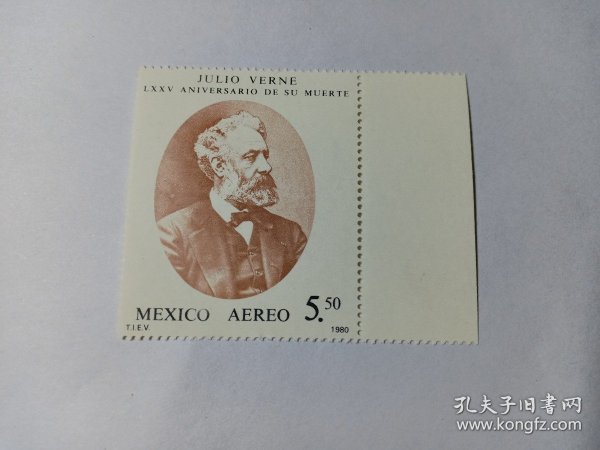 JULIO VERNE
LXXV ANIVERSARIO DE SU MUERTE
MEXICO AEREO 5.50
T.I.E.V. 1980
孔夫子旧书网
www.kongfz.com